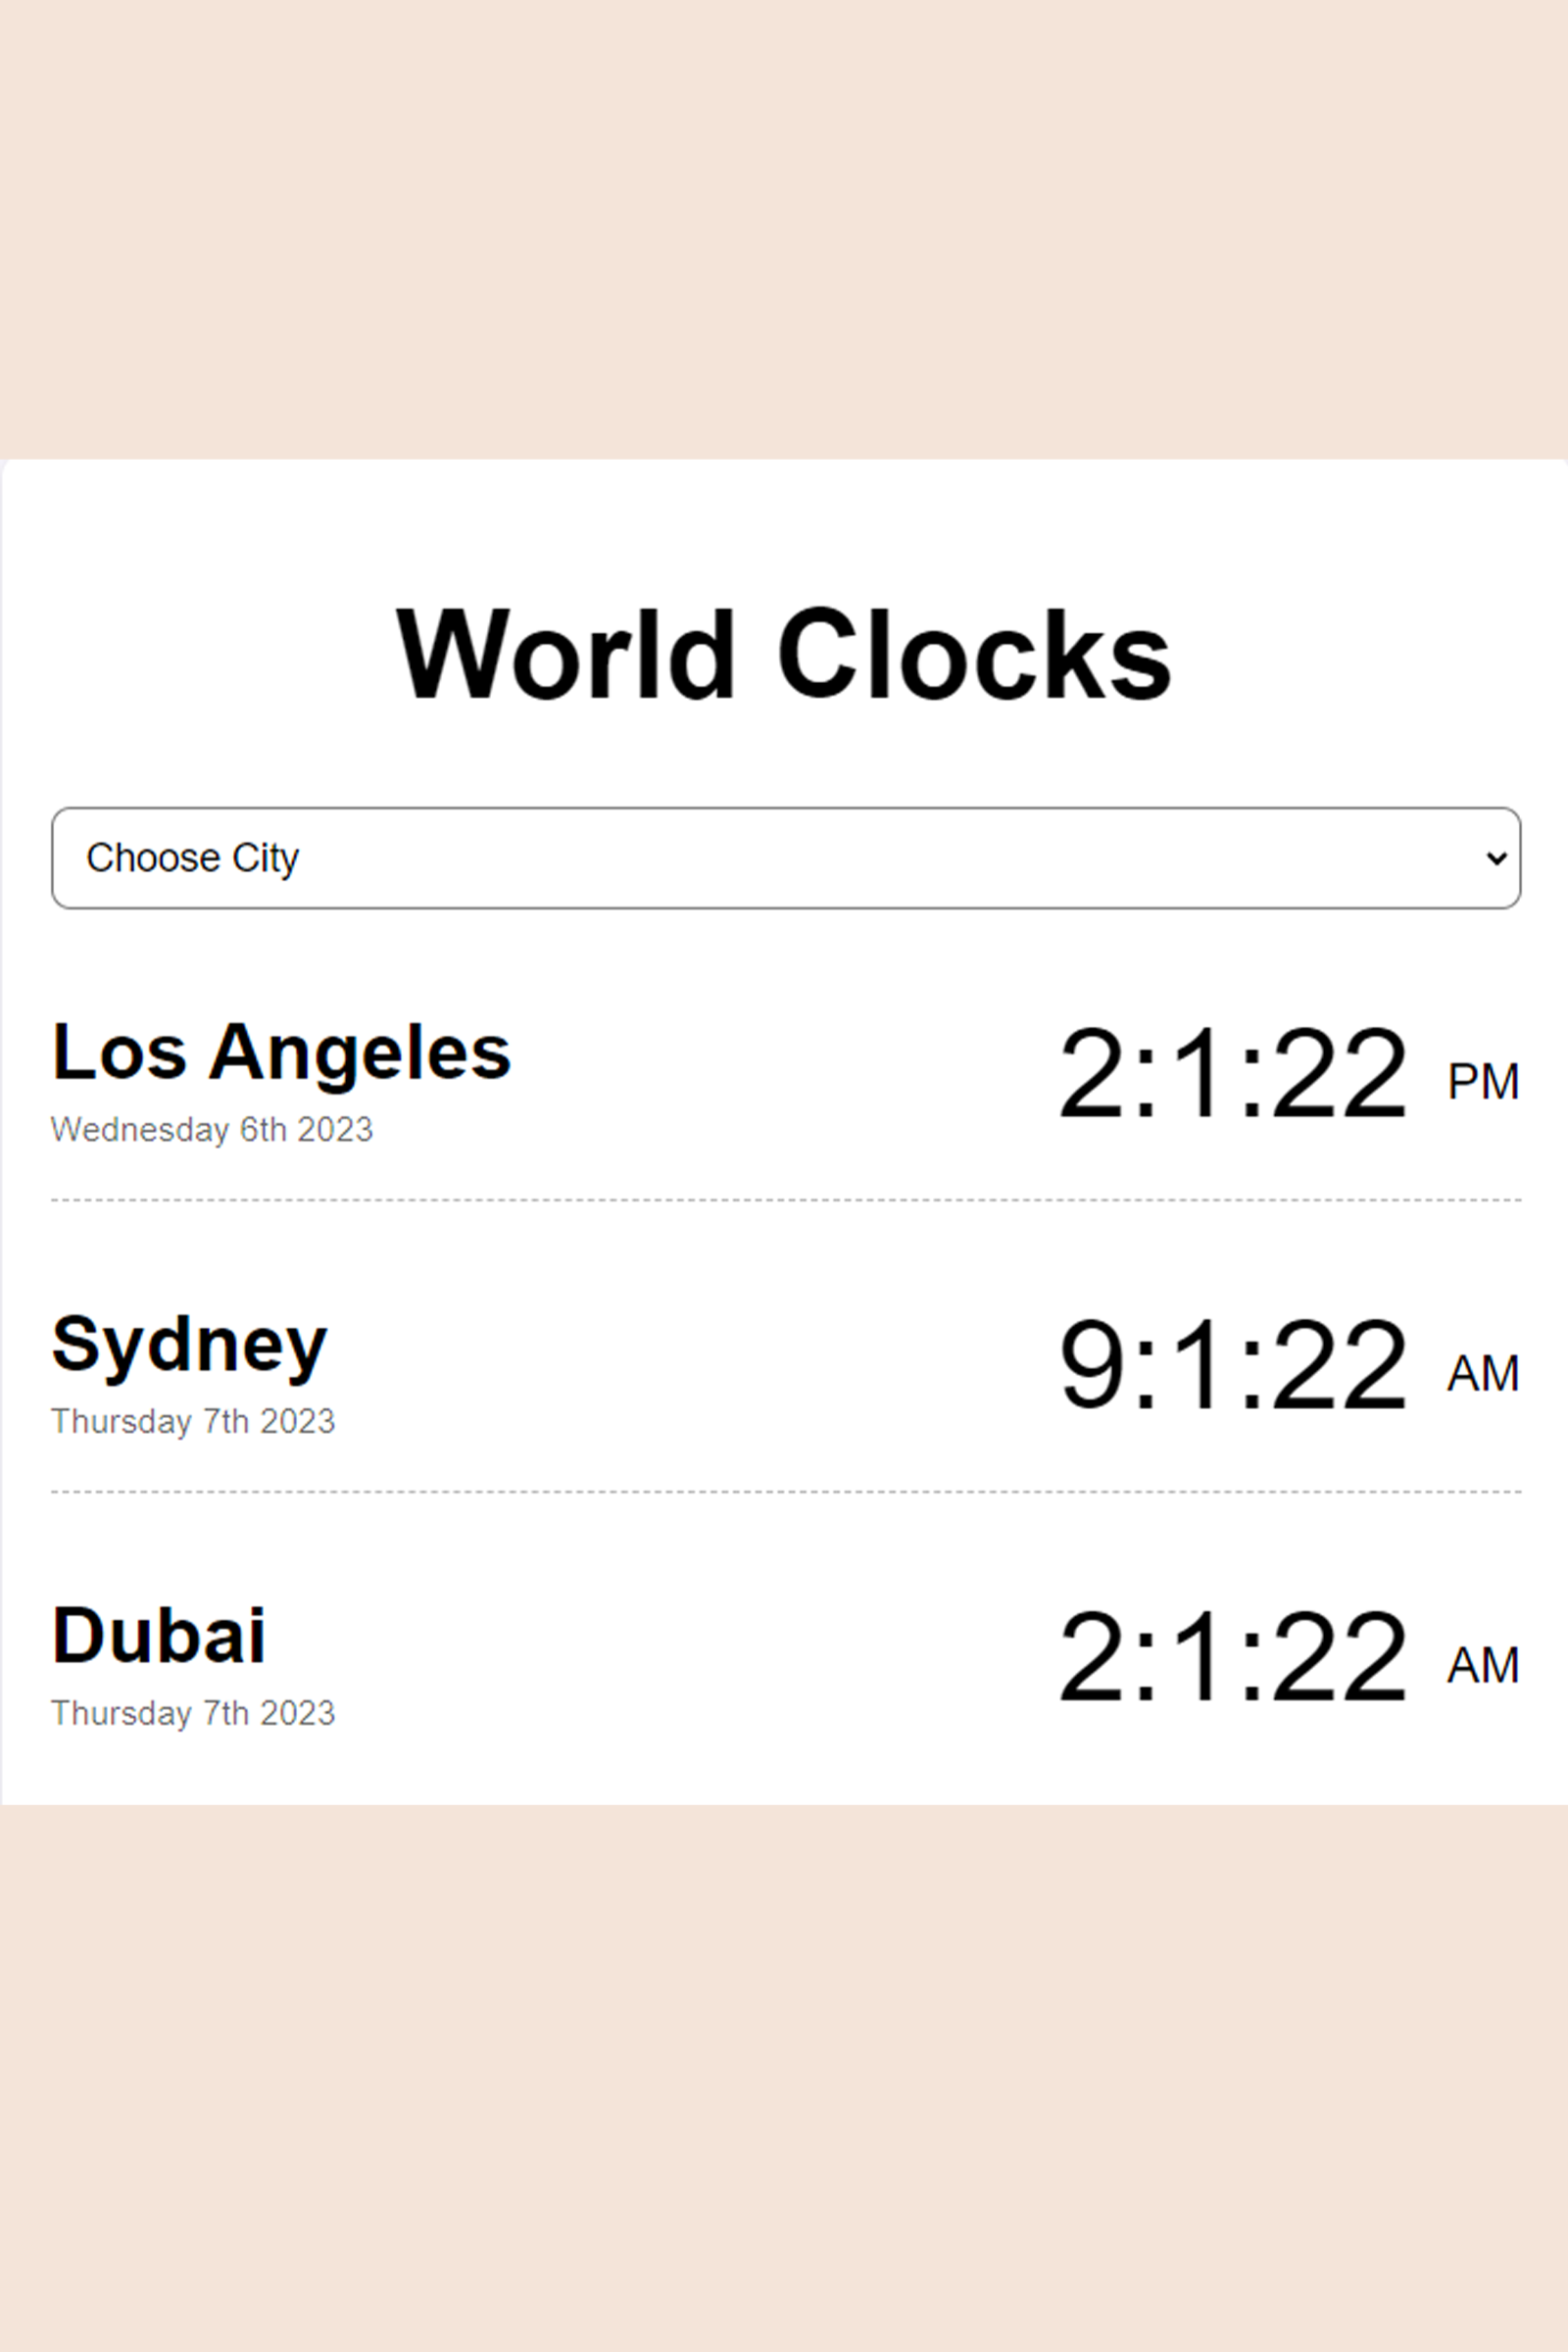 World Clocks
Choose City
Los Angeles
2:1:22 PM
Wednesday 6th 2023
Sydney
9:1:22 AM
Thursday 7th 2023
Dubai
2:1:22 AM
Thursday 7th 2023